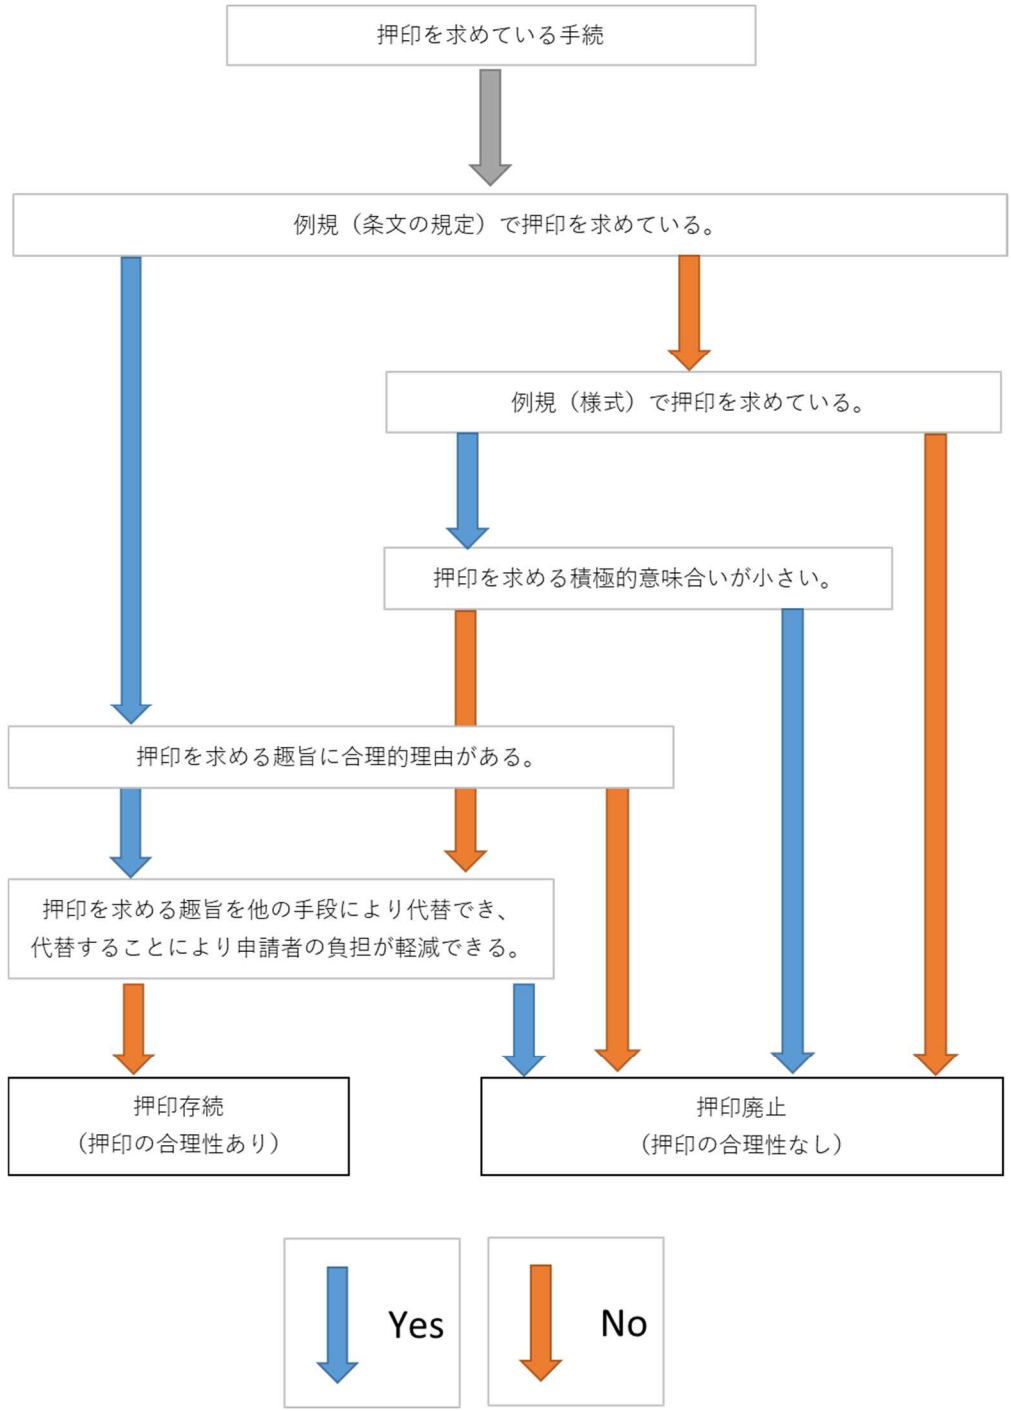 押印を求めている手続
例規（条文の規定）で押印を求めている。
例規（様式）で押印を求めている。
押印を求める積極的意味合いが小さい。
押印を求める趣旨に合理的理由がある。
押印を求める趣旨を他の手段により代替でき、
代替することにより申請者の負担が軽減できる。
押印存続
（押印の合理性あり）
押印廃止
（押印の合理性なし）
Yes
No